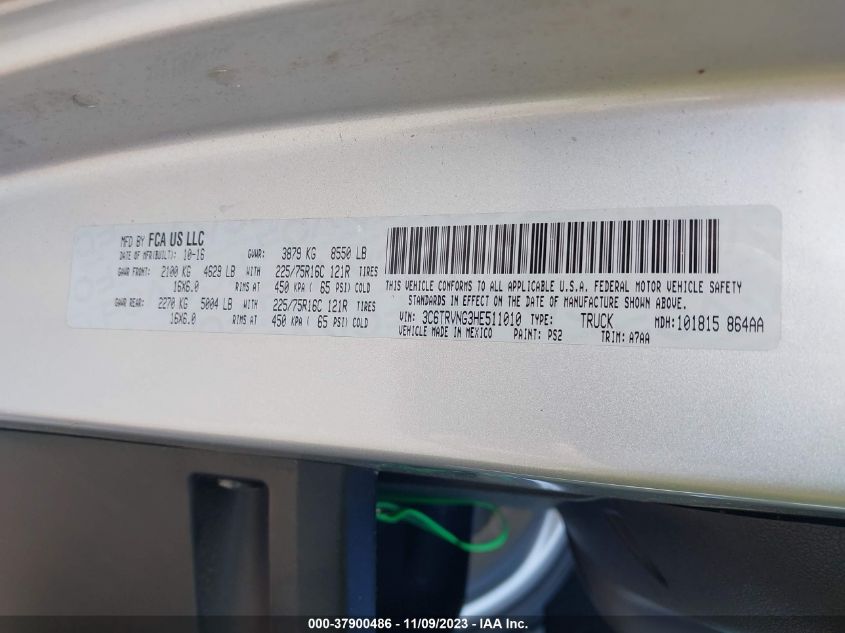 MFD BY FCA US LLC
DATE OF MFR(BUILT): 10-16 GVWR: 3879 KG 8550 LB
GAWR FRONT: 2100 KG 4629 LB WITH 225/75R16C 121R TIRES
16X6.0 RIMS AT 450 KPA ( 65 PSI) COLD
GAWR REAR: 2270 KG 5004 LB WITH 225/75R16C 121R TIRES
16X6.0 RIMS AT 450 KPA ( 65 PSI) COLD
THIS VEHICLE CONFORMS TO ALL APPLICABLE U.S.A. FEDERAL MOTOR VEHICLE SAFETY
STANDARDS IN EFFECT ON THE DATE OF MANUFACTURE SHOWN ABOVE.
VIN: 3C6TRVNG3HE511010 TYPE: TRUCK MDH:101815 864AA
VEHICLE MADE IN MEXICO PAINT: PS2 TRIM: A7AA
000-37900486 - 11/09/2023 - IAA Inc.